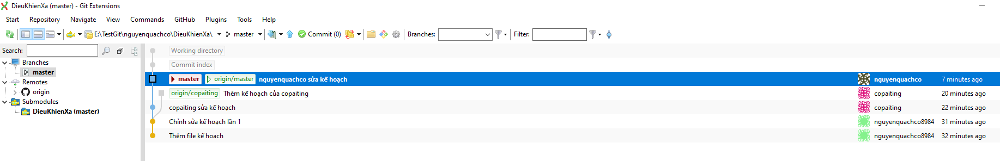 DieuKhienXa (master) - Git Extensions
Start Repository Navigate View Commands GitHub Plugins Tools Help
E:\TestGit\nguyenquachco\DieuKhienXa\ master Commit (0) Branches: Filter:
Search:
Branches
master
Remotes
origin
Submodules
DieuKhienXa (master)
Working directory
Commit index
master origin/master nguyenquachco sửa kế hoạch nguyenquachco 7 minutes ago
origin/copaiting Thêm kế hoạch của copaiting copaiting 20 minutes ago
copaiting sửa kế hoạch copaiting 22 minutes ago
Chỉnh sửa kế hoạch lần 1 nguyenquachco8984 31 minutes ago
Thêm file kế hoạch nguyenquachco8984 32 minutes ago